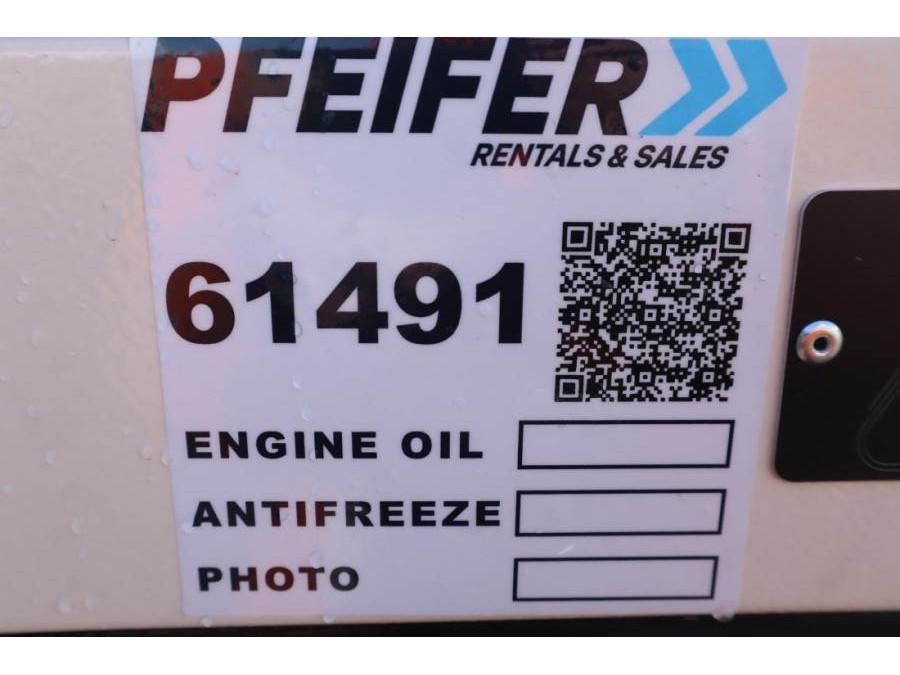 PFEIFER
RENTALS & SALES
61491
ENGINE OIL
ANTIFREEZE
PHOTO